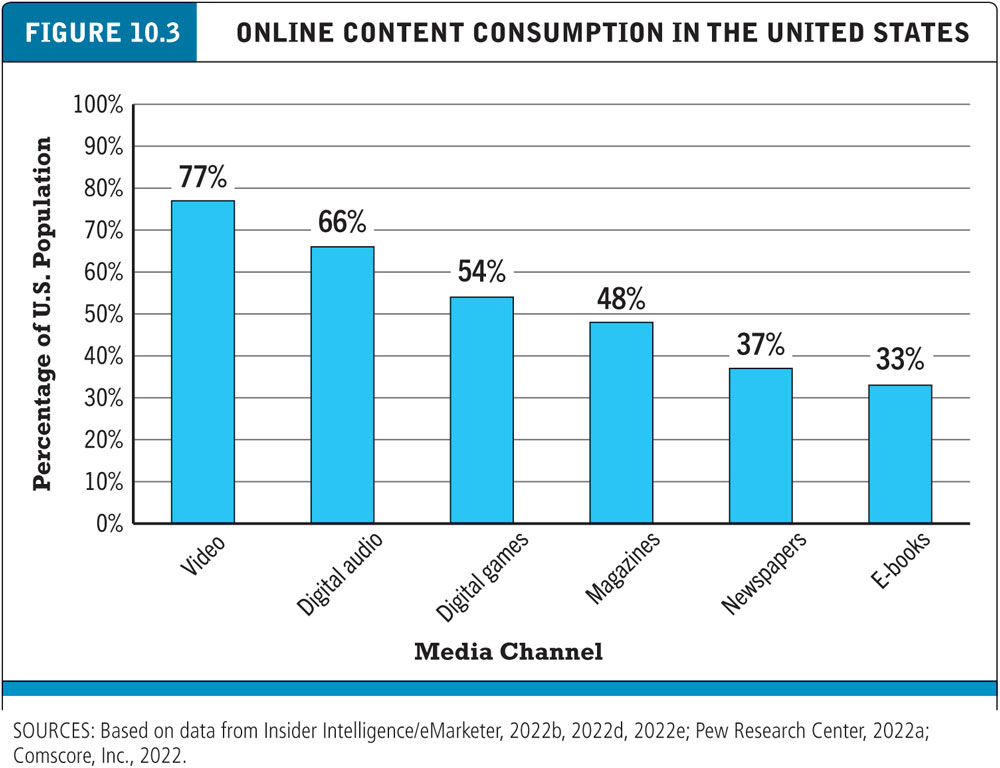 FIGURE 10.3
ONLINE CONTENT CONSUMPTION IN THE UNITED STATES
Percentage of U.S. Population
100%
90%
80%
70%
60%
50%
40%
30%
20%
10%
0%
77%
66%
54%
48%
37%
33%
Video
Digital audio
Digital games
Magazines
Newspapers
E-books
Media Channel
SOURCES: Based on data from Insider Intelligence/eMarketer, 2022b, 2022d, 2022e; Pew Research Center, 2022a;
Comscore, Inc., 2022.